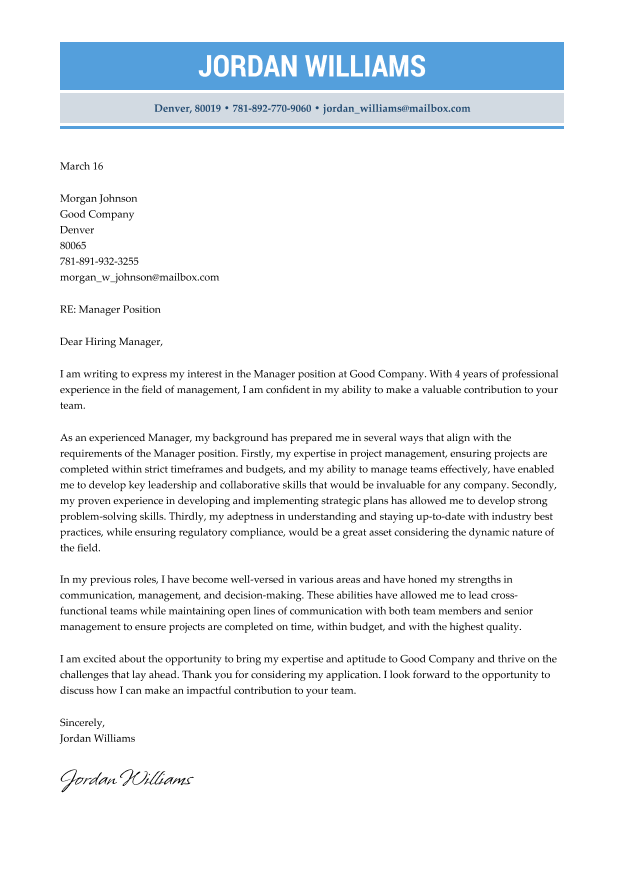 JORDAN WILLIAMS
Denver, 80019 • 781-892-770-9060 • jordan_williams@mailbox.com
March 16
Morgan Johnson
Good Company
Denver
80065
781-891-932-3255
morgan_w_johnson@mailbox.com
RE: Manager Position
Dear Hiring Manager,
I am writing to express my interest in the Manager position at Good Company. With 4 years of professional
experience in the field of management, I am confident in my ability to make a valuable contribution to your
team.
As an experienced Manager, my background has prepared me in several ways that align with the
requirements of the Manager position. Firstly, my expertise in project management, ensuring projects are
completed within strict timeframes and budgets, and my ability to manage teams effectively, have enabled
me to develop key leadership and collaborative skills that would be invaluable for any company. Secondly,
my proven experience in developing and implementing strategic plans has allowed me to develop strong
problem-solving skills. Thirdly, my adeptness in understanding and staying up-to-date with industry best
practices, while ensuring regulatory compliance, would be a great asset considering the dynamic nature of
the field.
In my previous roles, I have become well-versed in various areas and have honed my strengths in
communication, management, and decision-making. These abilities have allowed me to lead cross-
functional teams while maintaining open lines of communication with both team members and senior
management to ensure projects are completed on time, within budget, and with the highest quality.
I am excited about the opportunity to bring my expertise and aptitude to Good Company and thrive on the
challenges that lay ahead. Thank you for considering my application. I look forward to the opportunity to
discuss how I can make an impactful contribution to your team.
Sincerely,
Jordan Williams
Jordan Williams